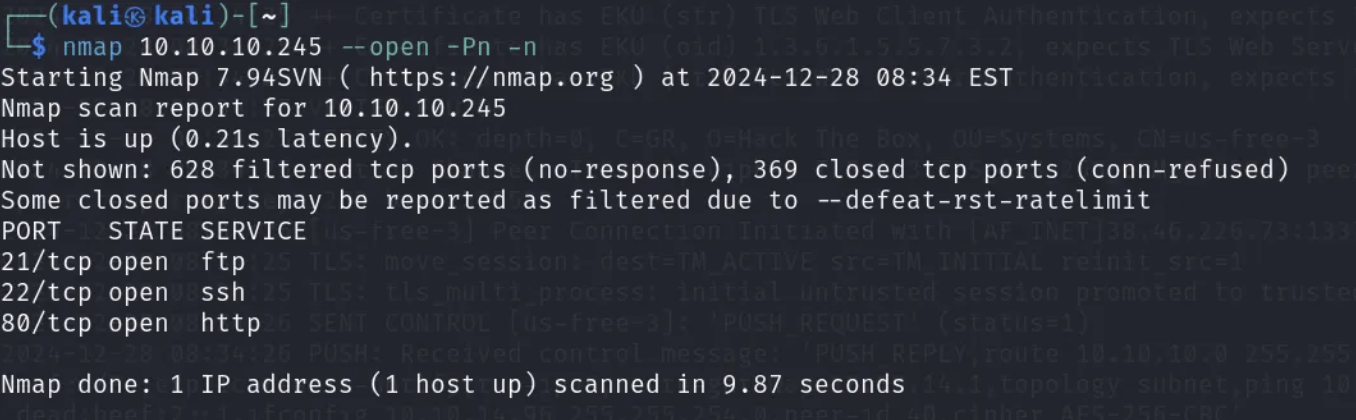 (kali㉿kali)-[~]
$ nmap 10.10.10.245 --open -Pn -n
Starting Nmap 7.94SVN ( https://nmap.org ) at 2024-12-28 08:34 EST
Nmap scan report for 10.10.10.245
Host is up (0.21s latency).
Not shown: 628 filtered tcp ports (no-response), 369 closed tcp ports (conn-refused)
Some closed ports may be reported as filtered due to --defeat-rst-ratelimit
PORT   STATE SERVICE
21/tcp open  ftp
22/tcp open  ssh
80/tcp open  http
Nmap done: 1 IP address (1 host up) scanned in 9.87 seconds